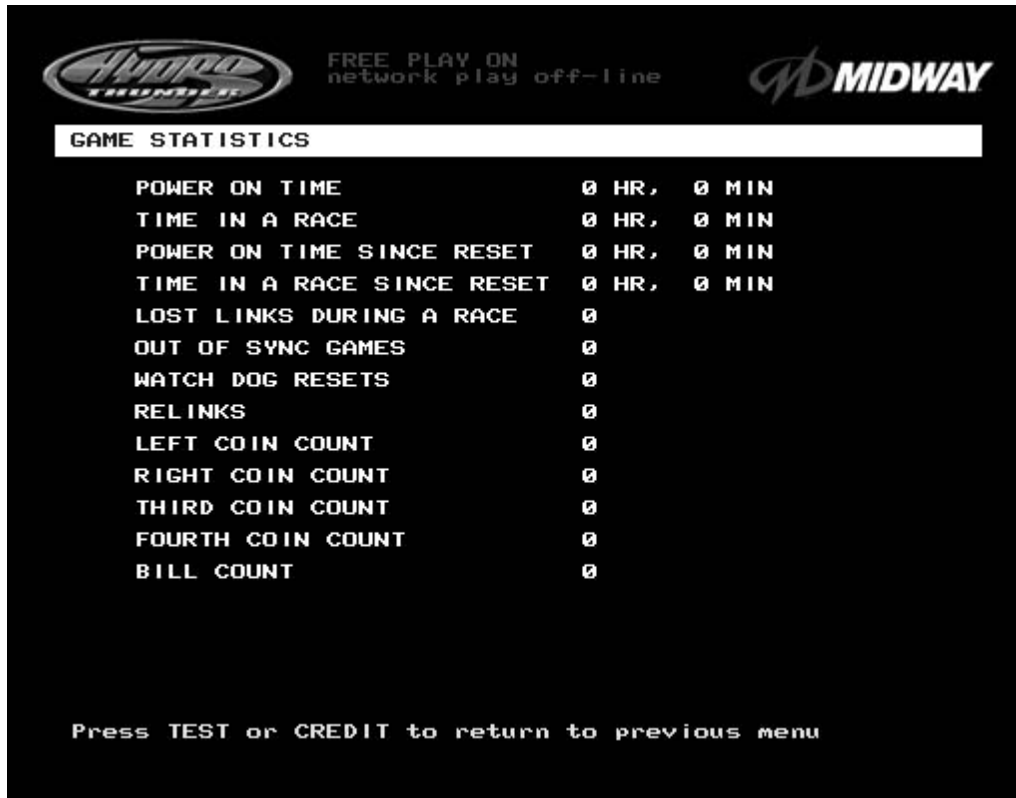 HYDRO
THUNDER
FREE PLAY ON
network play off-line
MIDWAY
GAME STATISTICS
POWER ON TIME 0 HR, 0 MIN
TIME IN A RACE 0 HR, 0 MIN
POWER ON TIME SINCE RESET 0 HR, 0 MIN
TIME IN A RACE SINCE RESET 0 HR, 0 MIN
LOST LINKS DURING A RACE 0
OUT OF SYNC GAMES 0
WATCH DOG RESETS 0
RELINKS 0
LEFT COIN COUNT 0
RIGHT COIN COUNT 0
THIRD COIN COUNT 0
FOURTH COIN COUNT 0
BILL COUNT 0
Press TEST or CREDIT to return to previous menu